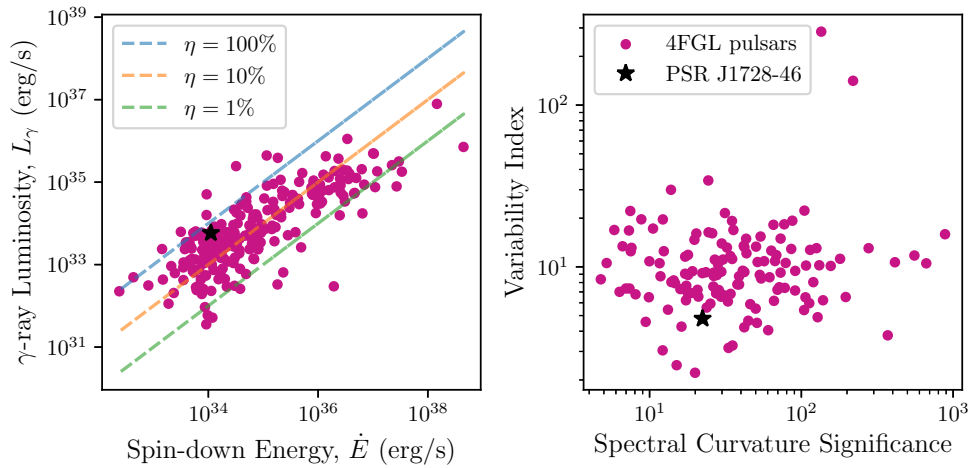 10^39
10^37
10^35
10^33
10^31
γ-ray Luminosity, L_γ (erg/s)
η = 100%
η = 10%
η = 1%
10^34
10^36
10^38
Spin-down Energy, Ė (erg/s)
10^2
10^1
Variability Index
4FGL pulsars
PSR J1728-46
10^1
10^2
10^3
Spectral Curvature Significance